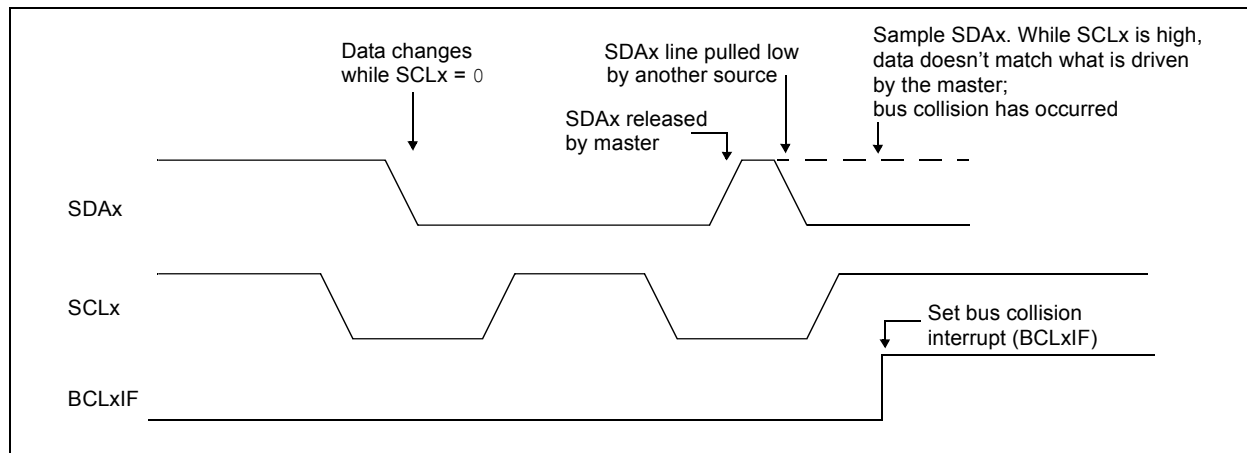 Data changes
while SCLx = 0
SDAx line pulled low
by another source
SDAx released
by master
Sample SDAx. While SCLx is high,
data doesn’t match what is driven
by the master;
bus collision has occurred
SDAx
SCLx
Set bus collision
interrupt (BCLxIF)
BCLxIF